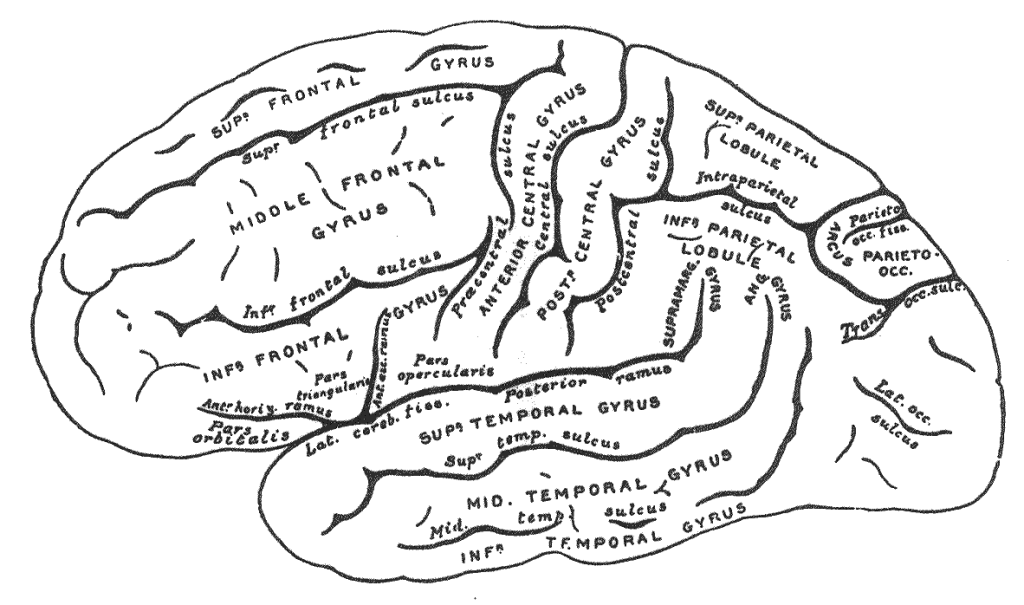 SUPR FRONTAL GYRUS
Supr frontal sulcus
MIDDLE FRONTAL
GYRUS
Infr frontal sulcus
INFR FRONTAL GYRUS
Ant. asc. ramus
Pars
triangularis
Ant. horiz. ramus
Pars
orbitalis
Pars
opercularis
Præcentral sulcus
ANTERIOR CENTRAL GYRUS
Central sulcus
POSTR CENTRAL GYRUS
Postcentral sulcus
SUPR PARIETAL
LOBULE
Intraparietal
sulcus
INFR PARIETAL
LOBULE
SUPRAMARG.
GYRUS
ANG. GYRUS
ARCUS
Parieto
occ. fiss.
PARIETO-
OCC.
Trans. occ. sulc.
Lat. occ.
sulcus
Lat. cereb. fiss. Posterior ramus
SUPR TEMPORAL GYRUS
Supr temp. sulcus
MID. TEMPORAL GYRUS
Mid. temp. sulcus
INFR TEMPORAL GYRUS